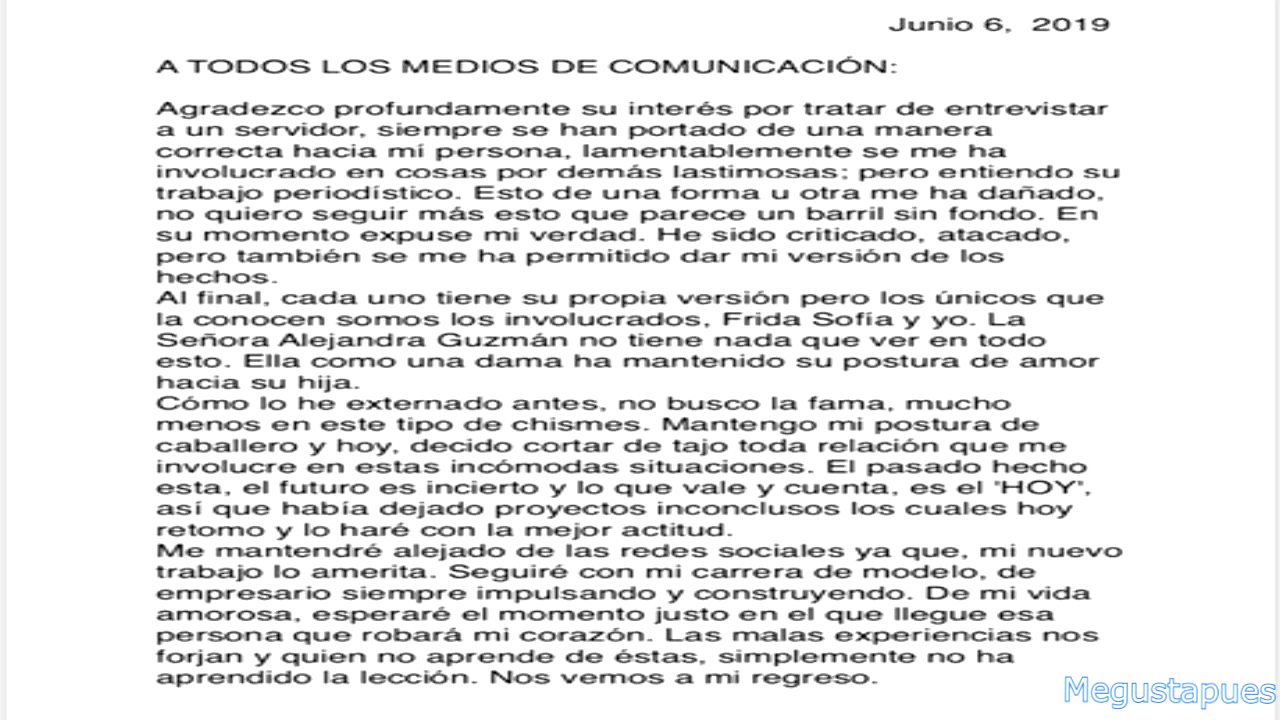 Junio 6, 2019
A TODOS LOS MEDIOS DE COMUNICACIÓN:
Agradezco profundamente su interés por tratar de entrevistar
a un servidor, siempre se han portado de una manera
correcta hacia mí persona, lamentablemente se me ha
involucrado en cosas por demás lastimosas; pero entiendo su
trabajo periodístico. Esto de una forma u otra me ha dañado,
no quiero seguir más esto que parece un barril sin fondo. En
su momento expuse mi verdad. He sido criticado, atacado,
pero también se me ha permitido dar mi versión de los
hechos.
Al final, cada uno tiene su propia versión pero los únicos que
la conocen somos los involucrados, Frida Sofía y yo. La
Señora Alejandra Guzmán no tiene nada que ver en todo
esto. Ella como una dama ha mantenido su postura de amor
hacia su hija.
Cómo lo he externado antes, no busco la fama, mucho
menos en este tipo de chismes. Mantengo mi postura de
caballero y hoy, decido cortar de tajo toda relación que me
involucre en estas incómodas situaciones. El pasado hecho
esta, el futuro es incierto y lo que vale y cuenta, es el "HOY",
así que había dejado proyectos inconclusos los cuales hoy
retomo y lo haré con la mejor actitud.
Me mantendré alejado de las redes sociales ya que, mi nuevo
trabajo lo amerita. Seguiré con mi carrera de modelo, de
empresario siempre impulsando y construyendo. De mi vida
amorosa, esperaré el momento justo en el que llegue esa
persona que robará mi corazón. Las malas experiencias nos
forjan y quien no aprende de éstas, simplemente no ha
aprendido la lección. Nos vemos a mi regreso.
Megustapues